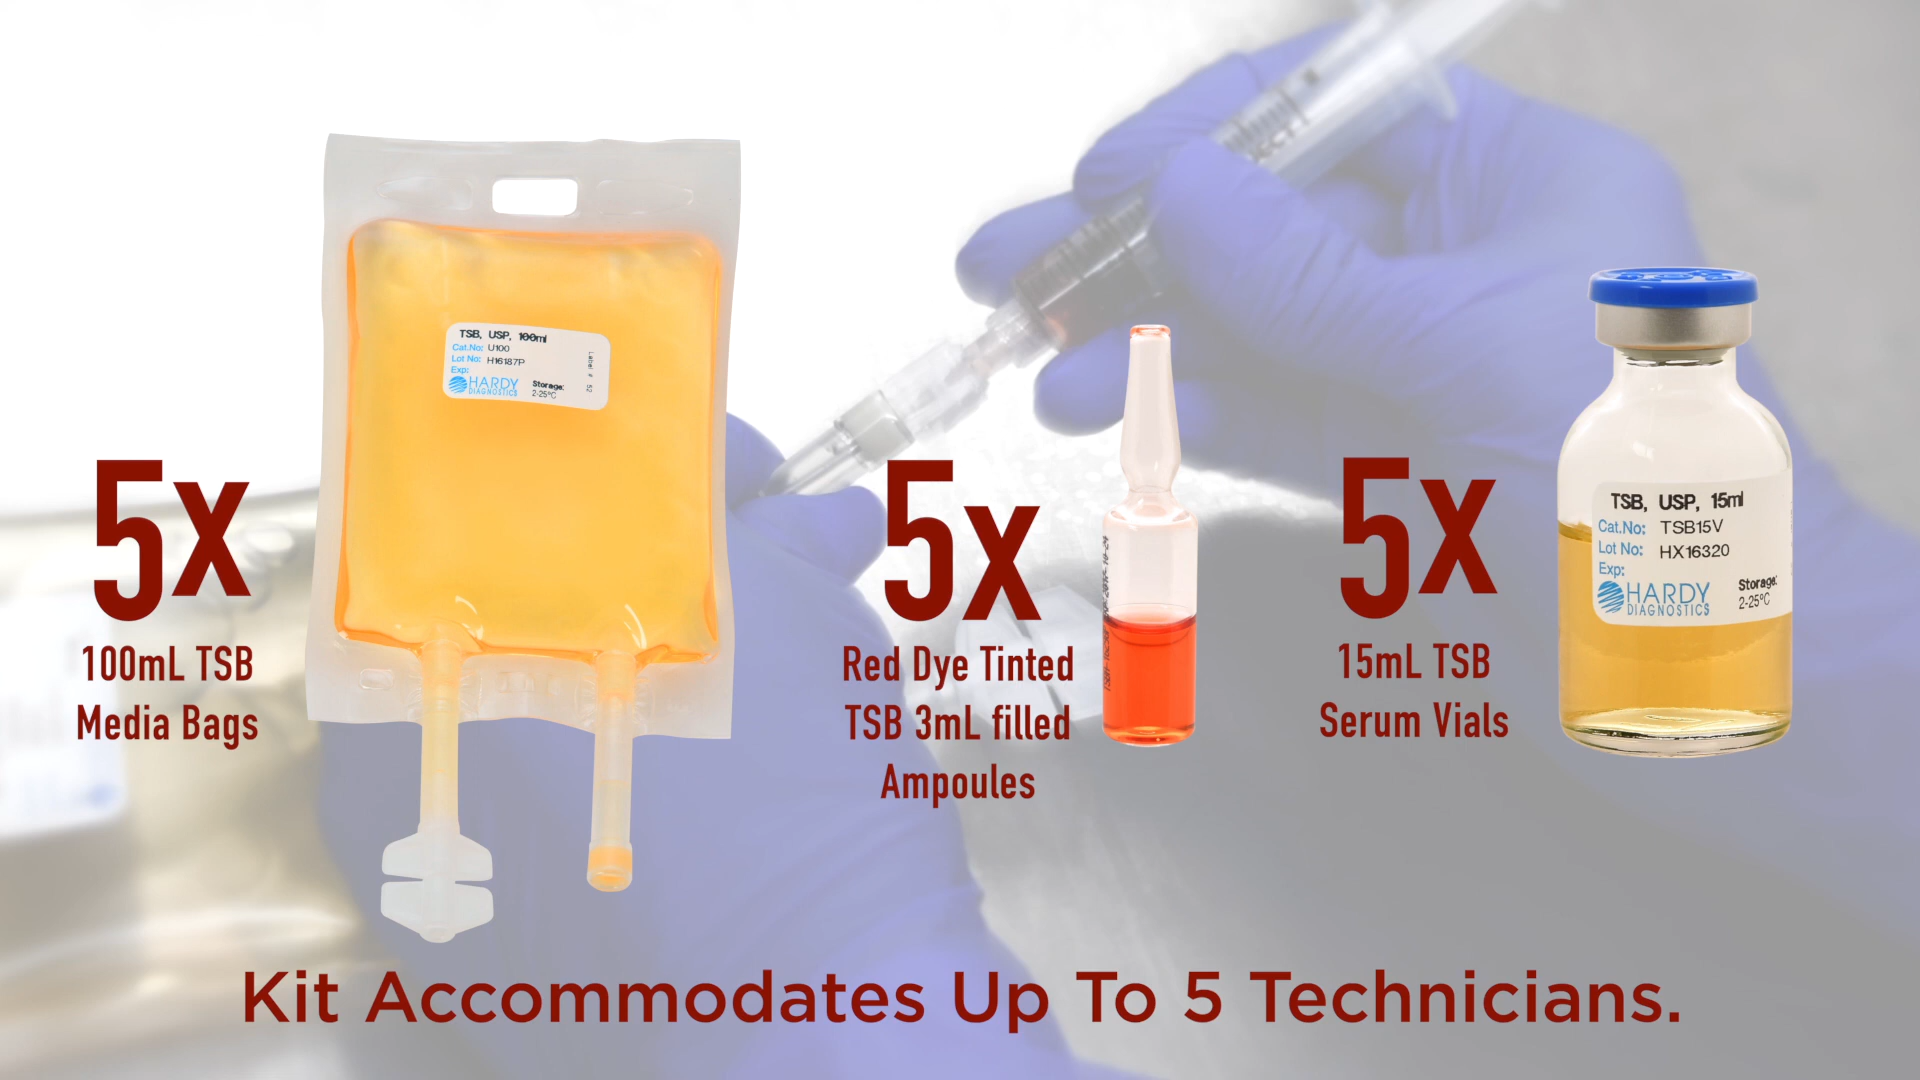 TSB, USP, 100ml
Cat.No: U100
Lot No: H16187P
Exp:
HARDY
DIAGNOSTICS
Storage:
2-25°C
Label # 52
5x
100mL TSB
Media Bags
5x
Red Dye Tinted
TSB 3mL filled
Ampoules
5x
15mL TSB
Serum Vials
TSB, USP, 15ml
Cat.No: TSB15V
Lot No: HX16320
Exp:
HARDY
DIAGNOSTICS
Storage:
2-25°C
Kit Accommodates Up To 5 Technicians.